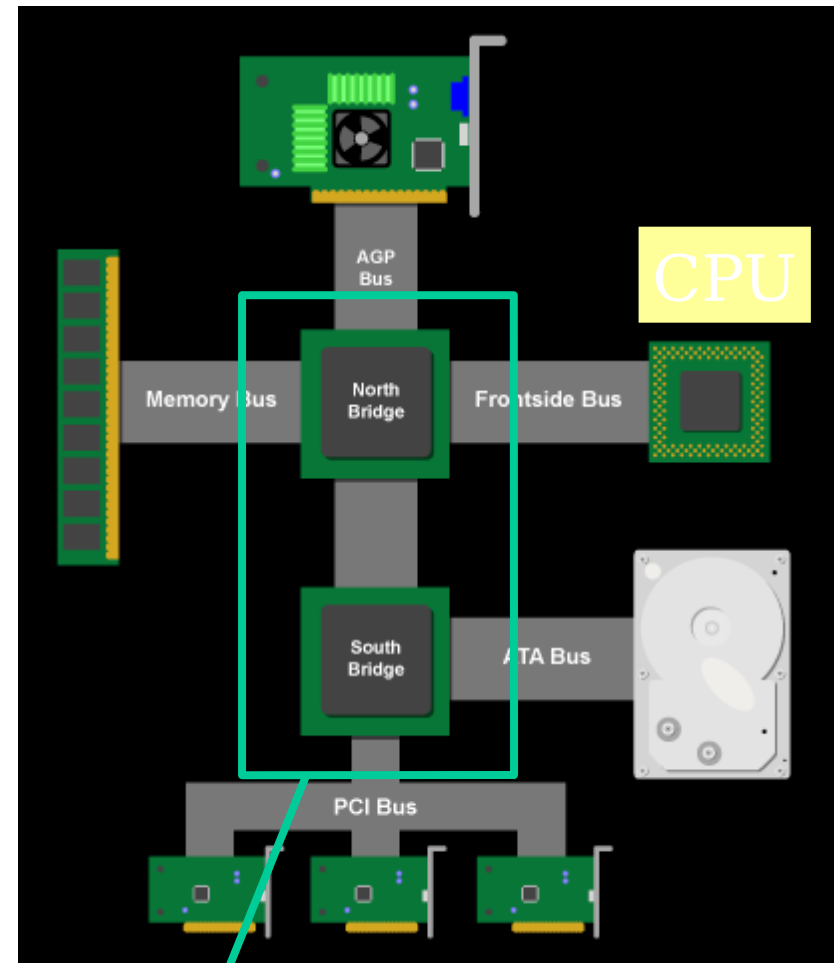 AGP
Bus
CPU
Memory Bus
North
Bridge
Frontside Bus
South
Bridge
ATA Bus
PCI Bus